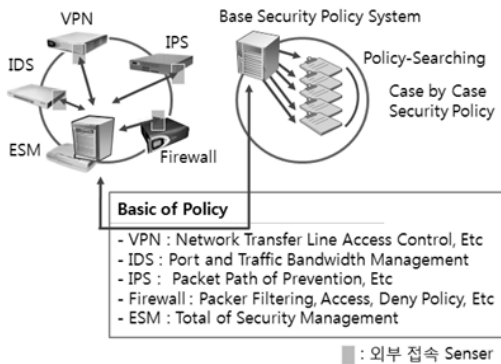 VPN
IPS
IDS
ESM
Firewall
Base Security Policy System
Policy-Searching
Case by Case
Security Policy
Basic of Policy
- VPN : Network Transfer Line Access Control, Etc
- IDS : Port and Traffic Bandwidth Management
- IPS : Packet Path of Prevention, Etc
- Firewall : Packer Filtering, Access, Deny Policy, Etc
- ESM : Total of Security Management
: 외부 접속 Senser